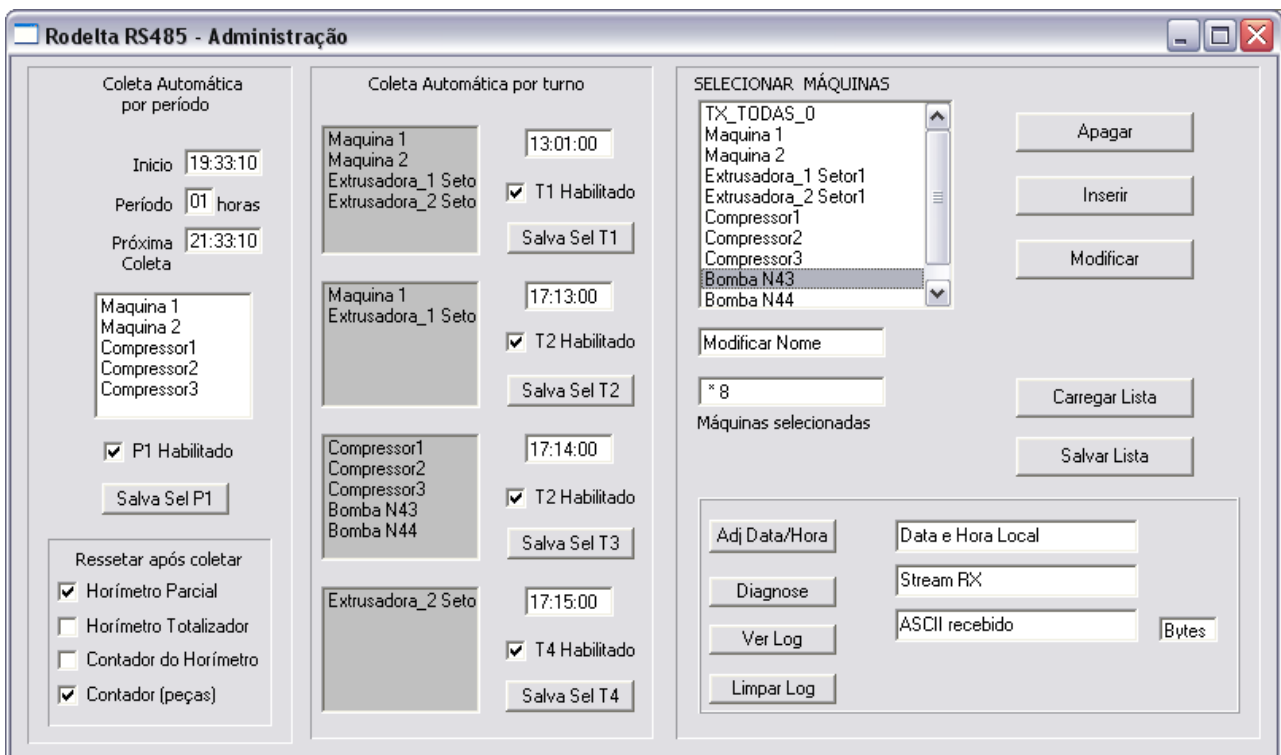 Rodelta RS485 - Administração
Coleta Automática
por período
Inicio 19:33:10
Período 01 horas
Próxima 21:33:10
Coleta
Maquina 1
Maquina 2
Compressor1
Compressor2
Compressor3
P1 Habilitado
Salva Sel P1
Ressetar após coletar
Horímetro Parcial
Horímetro Totalizador
Contador do Horímetro
Contador (peças)
Coleta Automática por turno
Maquina 1
Maquina 2
Extrusadora_1 Seto
Extrusadora_2 Seto
13:01:00
T1 Habilitado
Salva Sel T1
Maquina 1
Extrusadora_1 Seto
17:13:00
T2 Habilitado
Salva Sel T2
Compressor1
Compressor2
Compressor3
Bomba N43
Bomba N44
17:14:00
T2 Habilitado
Salva Sel T3
Extrusadora_2 Seto
17:15:00
T4 Habilitado
Salva Sel T4
SELECIONAR MÁQUINAS
TX_TODAS_0
Maquina 1
Maquina 2
Extrusadora_1 Setor1
Extrusadora_2 Setor1
Compressor1
Compressor2
Compressor3
Bomba N43
Bomba N44
Modificar Nome
* 8
Máquinas selecionadas
Apagar
Inserir
Modificar
Carregar Lista
Salvar Lista
Adj Data/Hora
Data e Hora Local
Diagnose
Stream RX
Ver Log
ASCII recebido
Bytes
Limpar Log